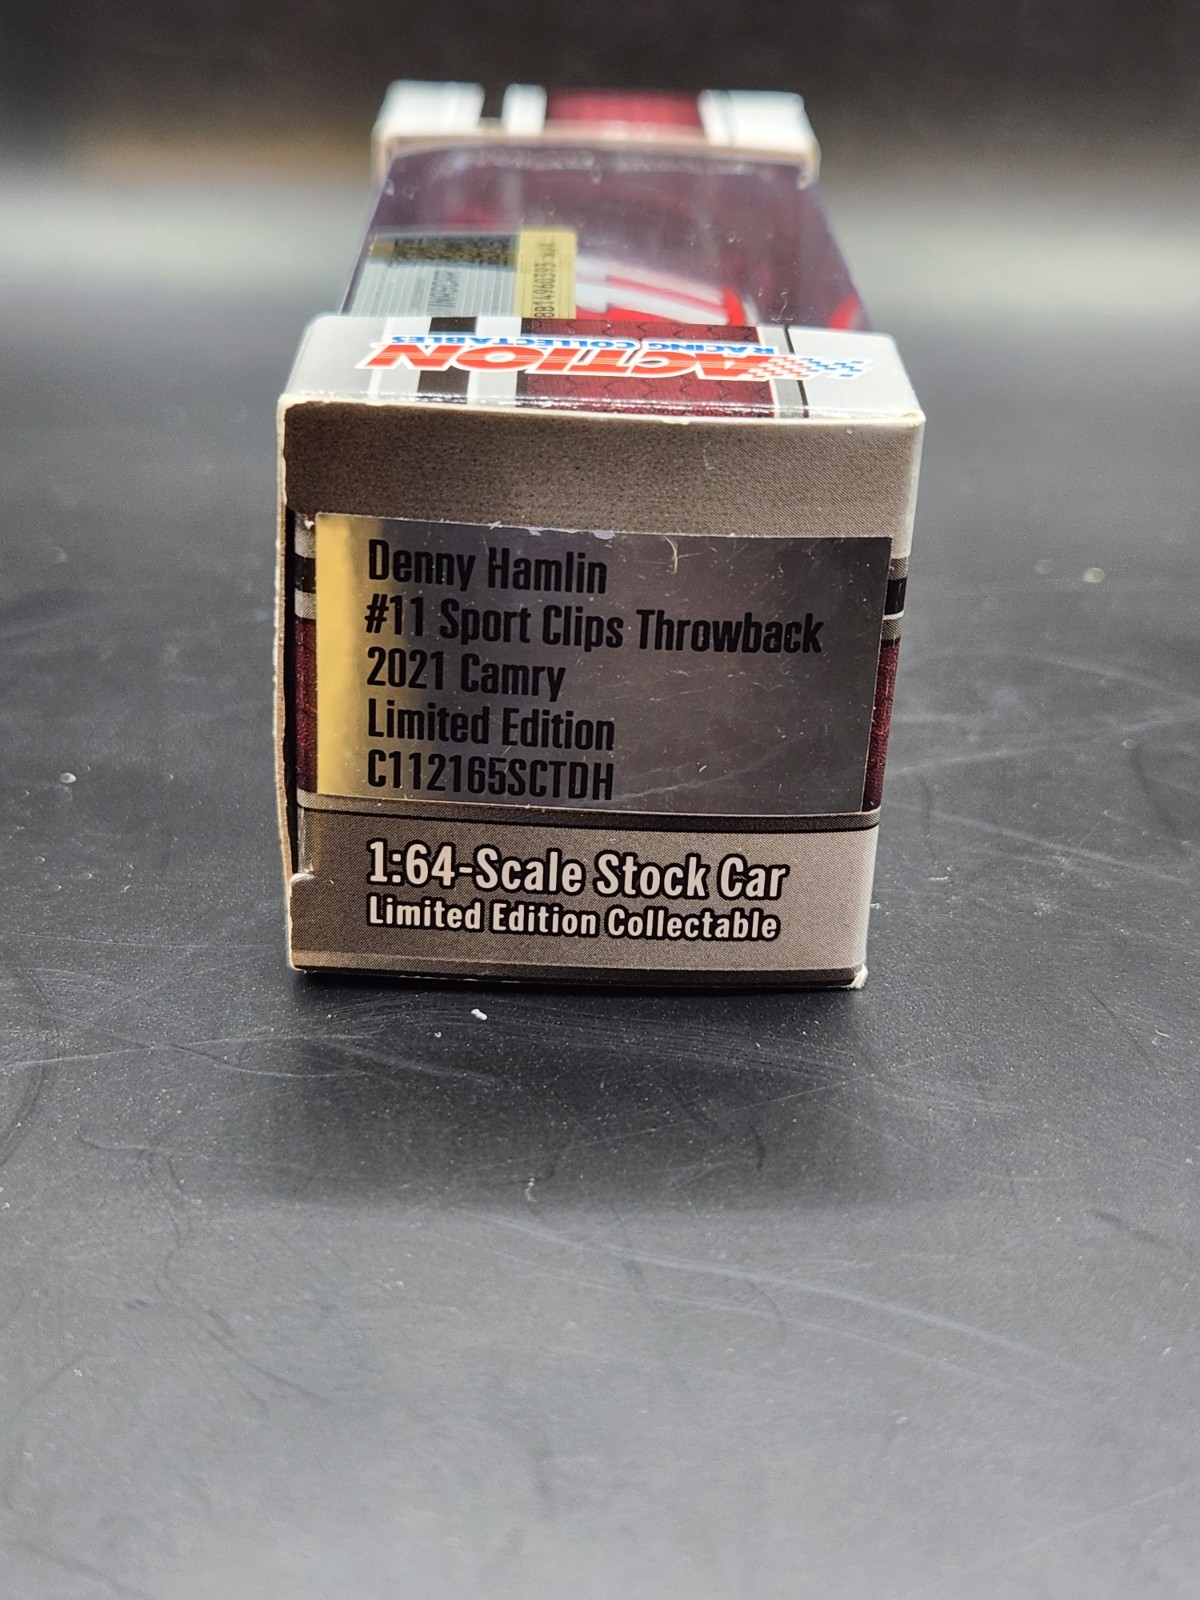 ACTION
RACING COLLECTABLES
Denny Hamlin
#11 Sport Clips Throwback
2021 Camry
Limited Edition
C112165SCTDH
1:64-Scale Stock Car
Limited Edition Collectable